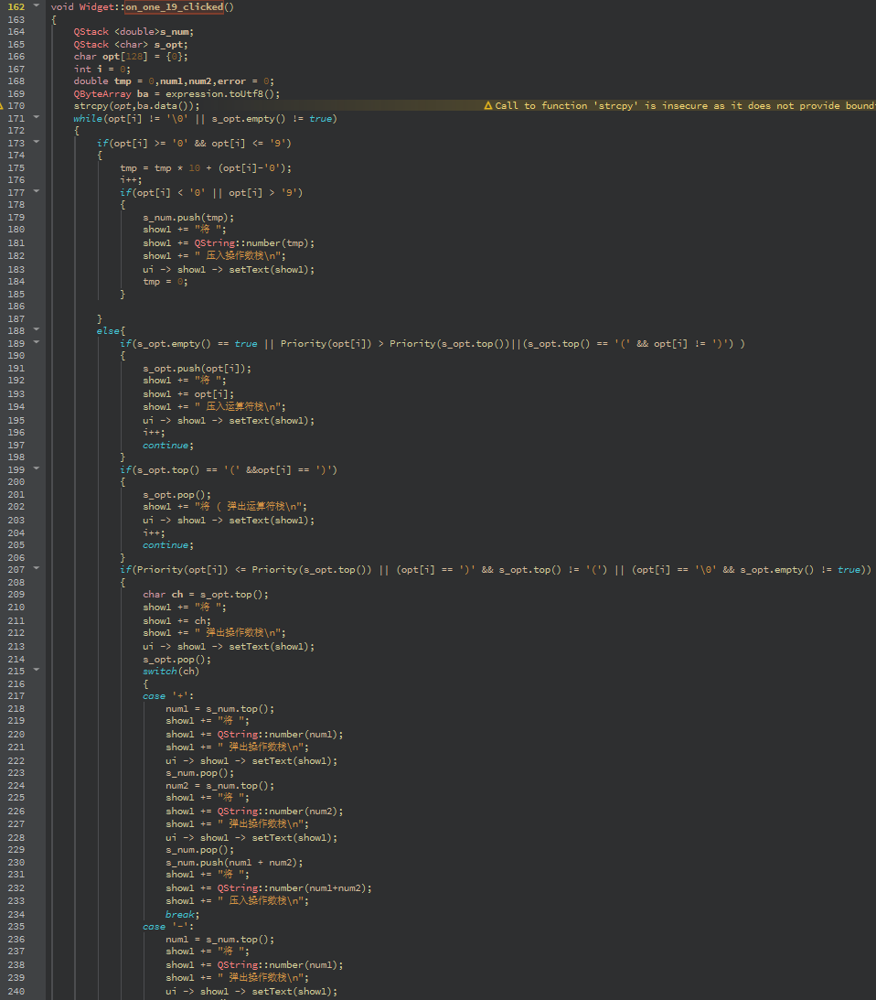 162 void Widget::on_one_19_clicked()
163 {
164 QStack <double>s_num;
165 QStack <char> s_opt;
166 char opt[128] = {0};
167 int i = 0;
168 double tmp = 0,num1,num2,error = 0;
169 QByteArray ba = expression.toUtf8();
170 strcpy(opt,ba.data()); Call to function 'strcpy' is insecure as it does not provide boundi
171 while(opt[i] != '\0' || s_opt.empty() != true)
172 {
173 if(opt[i] >= '0' && opt[i] <= '9')
174 {
175 tmp = tmp * 10 + (opt[i]-'0');
176 i++;
177 if(opt[i] < '0' || opt[i] > '9')
178 {
179 s_num.push(tmp);
180 show1 += "将 ";
181 show1 += QString::number(tmp);
182 show1 += " 压入操作数栈\n";
183 ui -> show1 -> setText(show1);
184 tmp = 0;
185 }
186
187 }
188 else{
189 if(s_opt.empty() == true || Priority(opt[i]) > Priority(s_opt.top())||(s_opt.top() == '(' && opt[i] != ')') )
190 {
191 s_opt.push(opt[i]);
192 show1 += "将 ";
193 show1 += opt[i];
194 show1 += " 压入运算符栈\n";
195 ui -> show1 -> setText(show1);
196 i++;
197 continue;
198 }
199 if(s_opt.top() == '(' &&opt[i] == ')')
200 {
201 s_opt.pop();
202 show1 += "将 ( 弹出运算符栈\n";
203 ui -> show1 -> setText(show1);
204 i++;
205 continue;
206 }
207 if(Priority(opt[i]) <= Priority(s_opt.top()) || (opt[i] == ')' && s_opt.top() != '(') || (opt[i] == '\0' && s_opt.empty() != true))
208 {
209 char ch = s_opt.top();
210 show1 += "将 ";
211 show1 += ch;
212 show1 += " 弹出操作数栈\n";
213 ui -> show1 -> setText(show1);
214 s_opt.pop();
215 switch(ch)
216 {
217 case '+':
218 num1 = s_num.top();
219 show1 += "将 ";
220 show1 += QString::number(num1);
221 show1 += " 弹出操作数栈\n";
222 ui -> show1 -> setText(show1);
223 s_num.pop();
224 num2 = s_num.top();
225 show1 += "将 ";
226 show1 += QString::number(num2);
227 show1 += " 弹出操作数栈\n";
228 ui -> show1 -> setText(show1);
229 s_num.pop();
230 s_num.push(num1 + num2);
231 show1 += "将 ";
232 show1 += QString::number(num1+num2);
233 show1 += " 压入操作数栈\n";
234 break;
235 case '-':
236 num1 = s_num.top();
237 show1 += "将 ";
238 show1 += QString::number(num1);
239 show1 += " 弹出操作数栈\n";
240 ui -> show1 -> setText(show1);